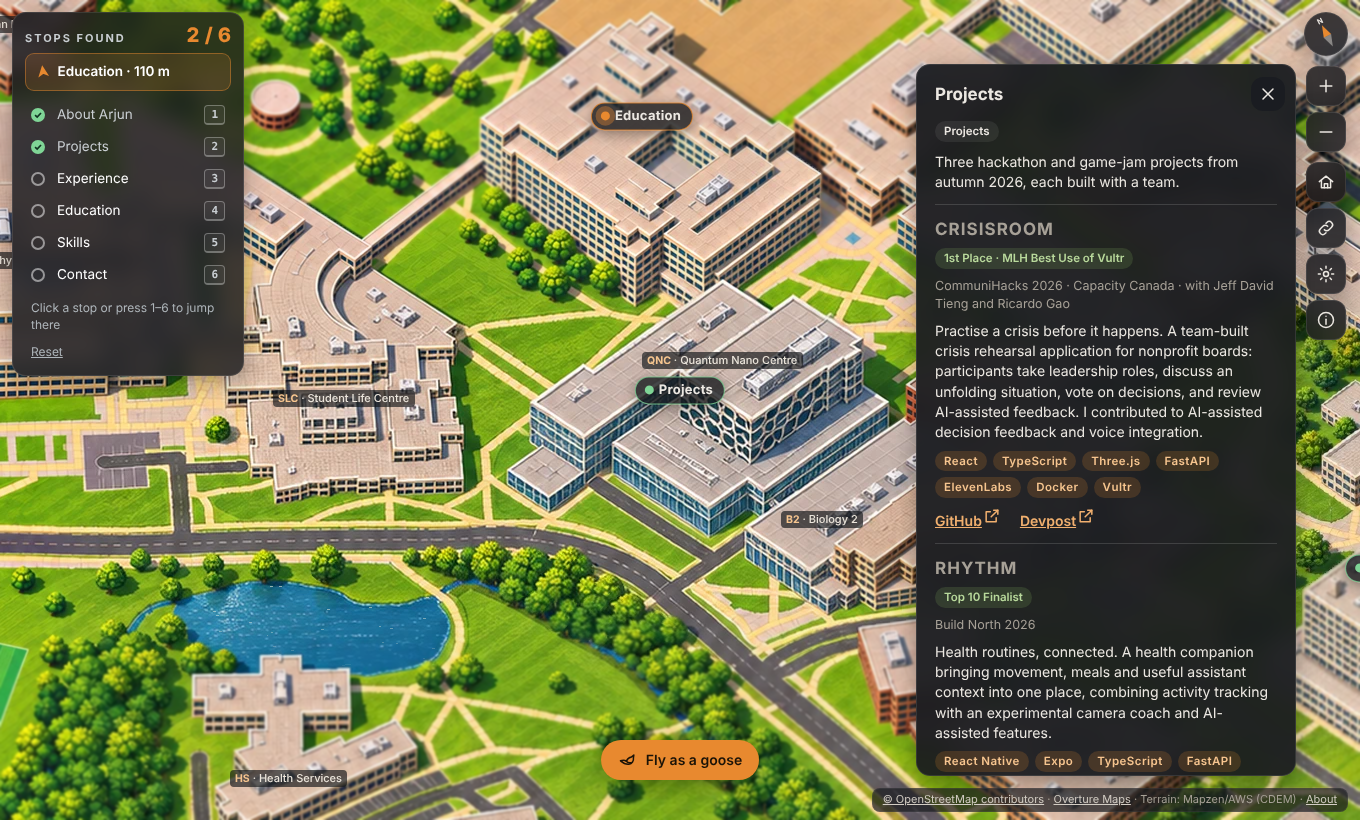 STOPS FOUND 2 / 6
Education · 110 m
About Arjun 1
Projects 2
Experience 3
Education 4
Skills 5
Contact 6
Click a stop or press 1–6 to jump
there
Reset
Education
QNC · Quantum Nano Centre
Projects
SLC · Student Life Centre
B2 · Biology 2
HS · Health Services
Fly as a goose
N
Projects
Projects
Three hackathon and game-jam projects from
autumn 2026, each built with a team.
CRISISROOM
1st Place · MLH Best Use of Vultr
CommuniHacks 2026 · Capacity Canada · with Jeff David
Tieng and Ricardo Gao
Practise a crisis before it happens. A team-built
crisis rehearsal application for nonprofit boards:
participants take leadership roles, discuss an
unfolding situation, vote on decisions, and review
AI-assisted feedback. I contributed to AI-assisted
decision feedback and voice integration.
React TypeScript Three.js FastAPI
ElevenLabs Docker Vultr
GitHub Devpost
RHYTHM
Top 10 Finalist
Build North 2026
Health routines, connected. A health companion
bringing movement, meals and useful assistant
context into one place, combining activity tracking
with an experimental camera coach and AI-
assisted features.
React Native Expo TypeScript FastAPI
© OpenStreetMap contributors · Overture Maps · Terrain: Mapzen/AWS (CDEM) · About